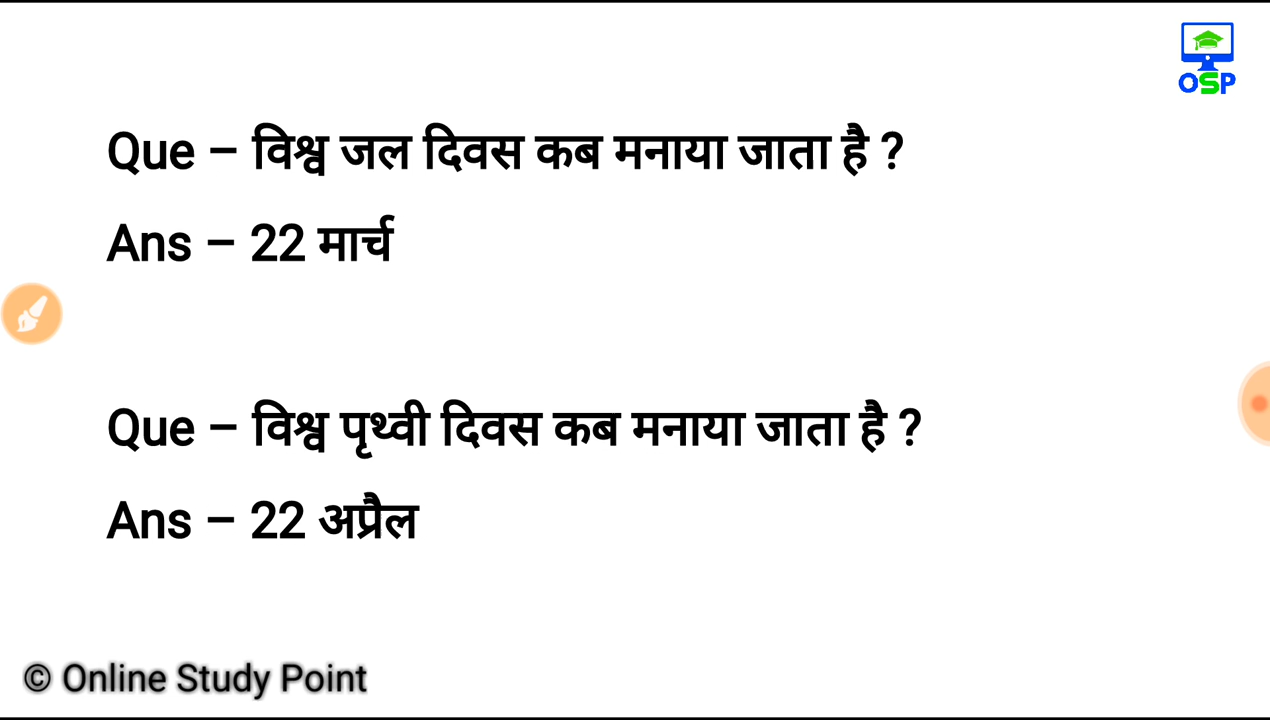 OSP
Que – विश्व जल दिवस कब मनाया जाता है ?
Ans – 22 मार्च
Que – विश्व पृथ्वी दिवस कब मनाया जाता है ?
Ans – 22 अप्रैल
© Online Study Point